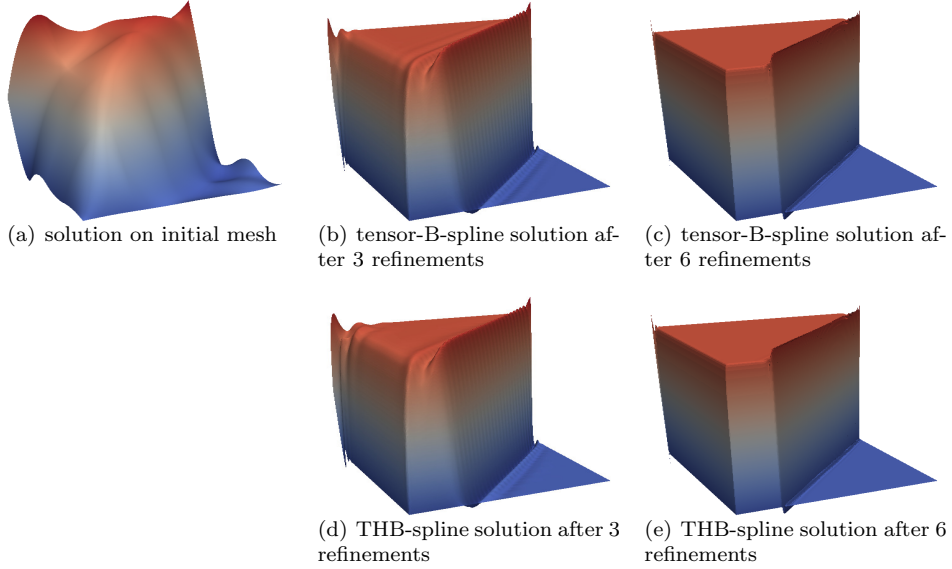 (a) solution on initial mesh
(b) tensor-B-spline solution af-
ter 3 refinements
(c) tensor-B-spline solution af-
ter 6 refinements
(d) THB-spline solution after 3
refinements
(e) THB-spline solution after 6
refinements